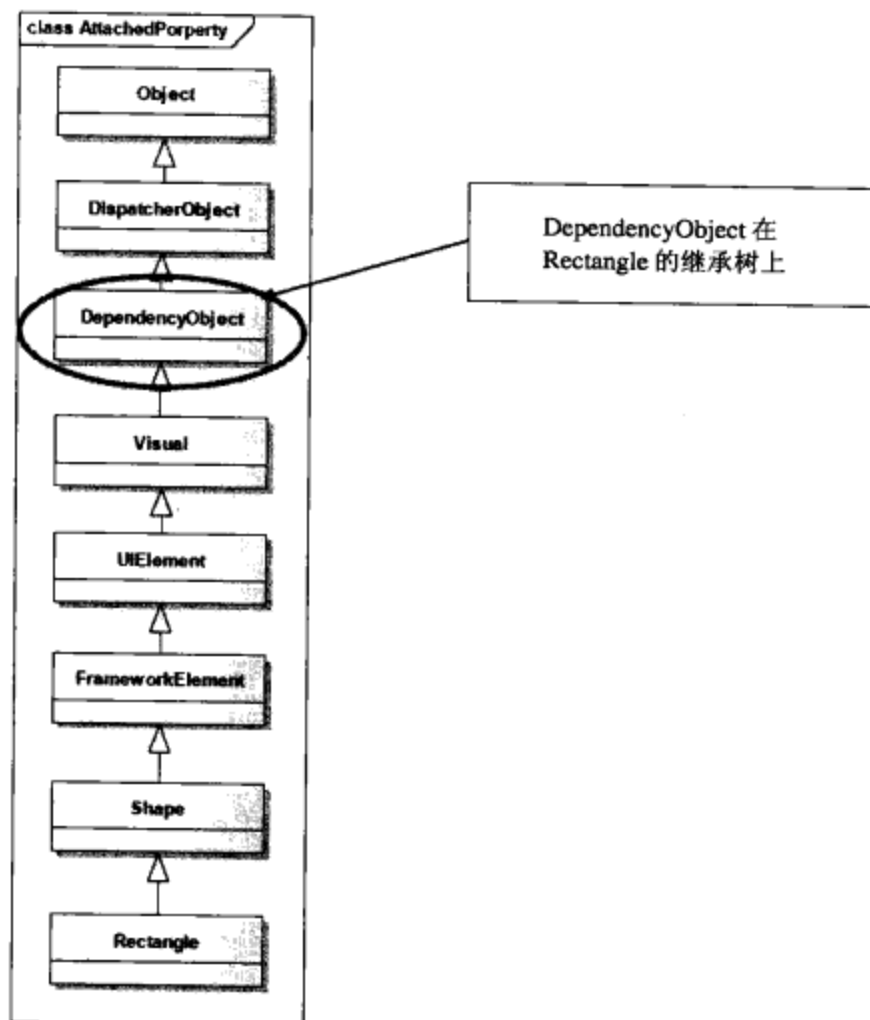 class AttachedPorperty
Object
DispatcherObject
DependencyObject
Visual
UIElement
FrameworkElement
Shape
Rectangle
DependencyObject 在
Rectangle 的继承树上